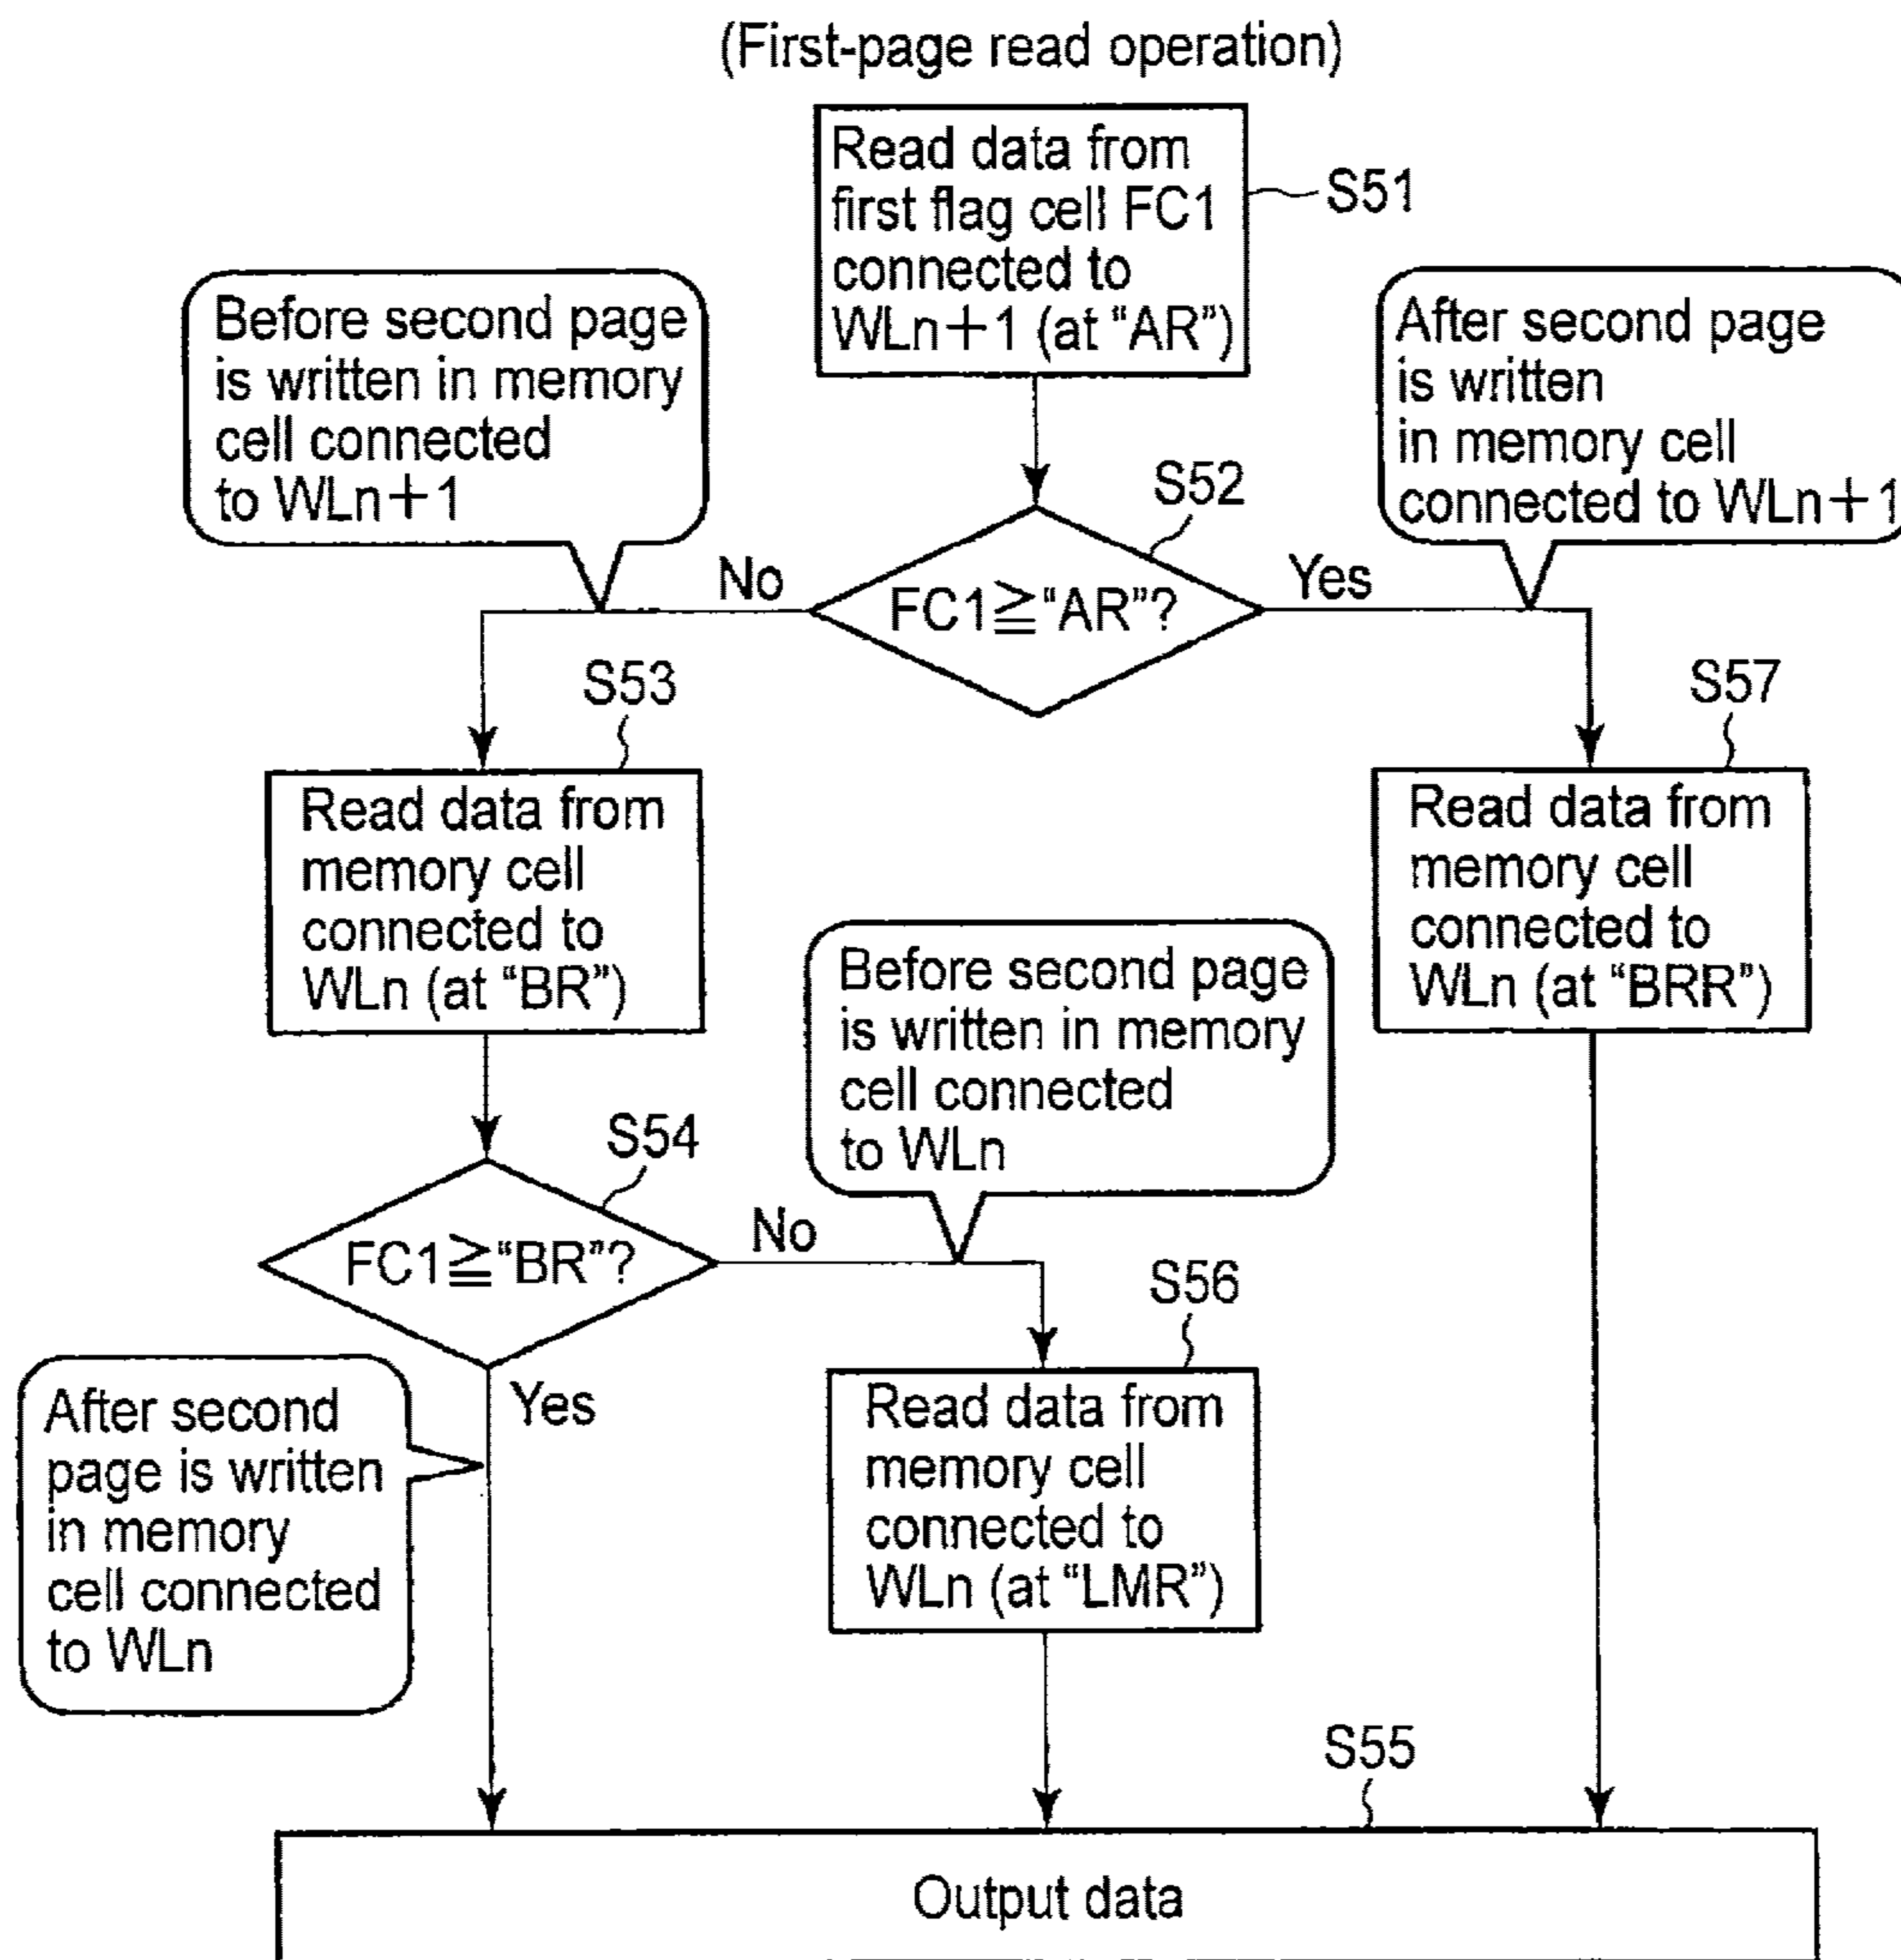 (First-page read operation)
Read data from
first flag cell FC1
connected to
WLn+1 (at “AR”)
S51
Before second page
is written in memory
cell connected
to WLn+1
After second page
is written
in memory cell
connected to WLn+1
S52
No
FC1≧“AR”?
Yes
S53
S57
Read data from
memory cell
connected to
WLn (at “BR”)
Read data from
memory cell
connected to
WLn (at “BRR”)
Before second page
is written in memory
cell connected
to WLn
S54
FC1≧“BR”?
No
S56
Yes
After second
page is written
in memory
cell connected
to WLn
Read data from
memory cell
connected to
WLn (at “LMR”)
S55
Output data